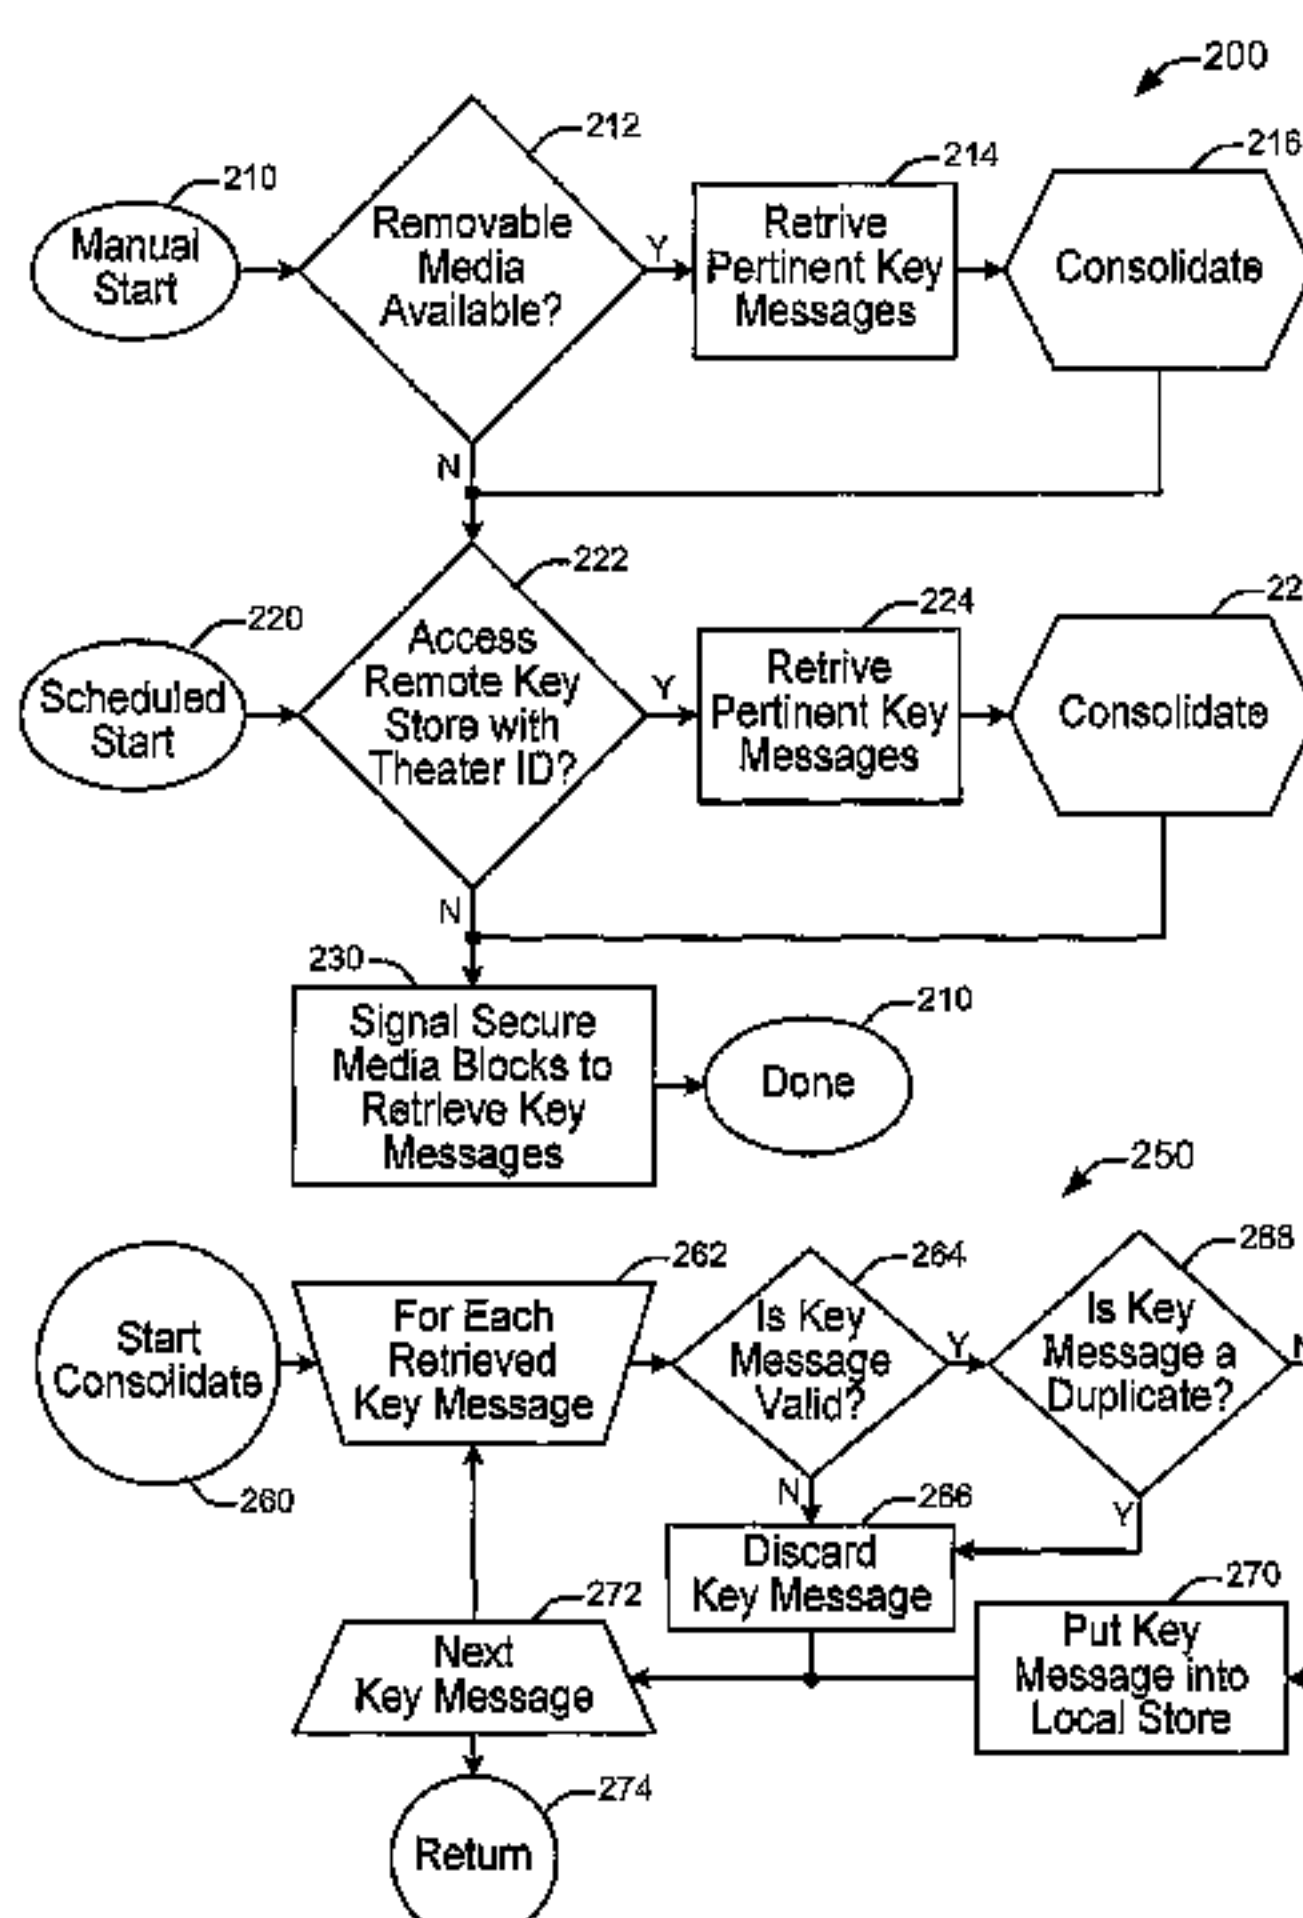 200
210
Manual
Start
212
Removable
Media
Available?
Y
N
214
Retrive
Pertinent Key
Messages
216
Consolidate
220
Scheduled
Start
222
Access
Remote Key
Store with
Theater ID?
Y
N
224
Retrive
Pertinent Key
Messages
22
Consolidate
230
Signal Secure
Media Blocks to
Retrieve Key
Messages
210
Done
250
Start
Consolidate
260
262
For Each
Retrieved
Key Message
264
Is Key
Message
Valid?
Y
N
268
Is Key
Message a
Duplicate?
N
Y
266
Discard
Key Message
270
Put Key
Message into
Local Store
272
Next
Key Message
274
Return